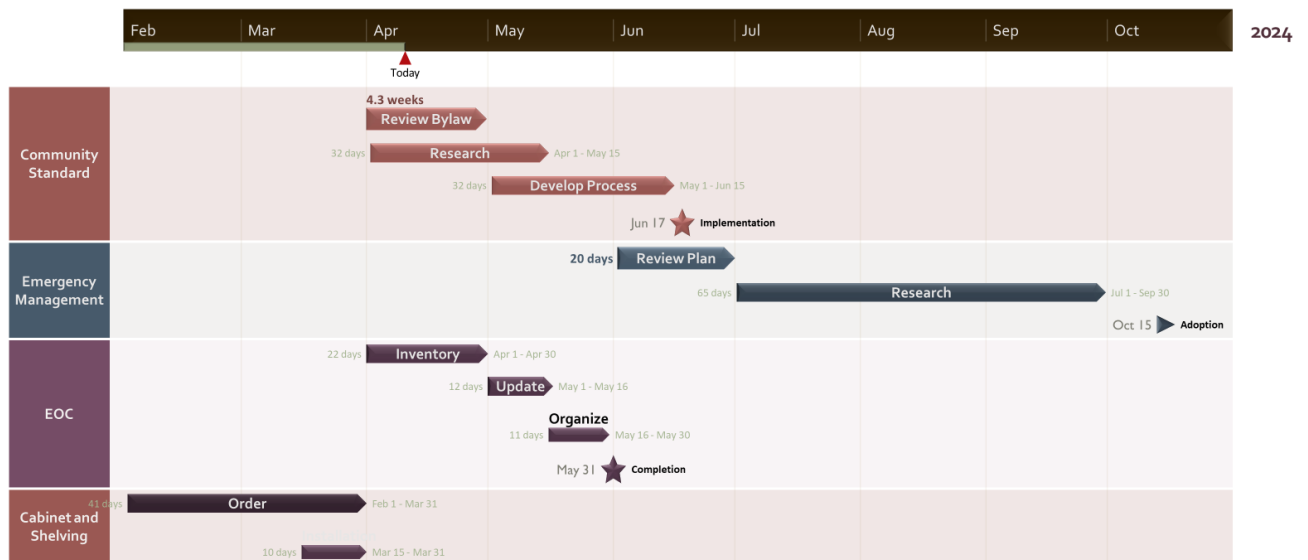 Feb Mar Apr May Jun Jul Aug Sep Oct 2024
Today
Community
Standard
4.3 weeks
Review Bylaw
32 days Research Apr 1 - May 15
32 days Develop Process May 1 - Jun 15
Jun 17 Implementation
Emergency
Management
20 days Review Plan
65 days Research Jul 1 - Sep 30
Oct 15 Adoption
EOC
22 days Inventory Apr 1 - Apr 30
12 days Update May 1 - May 16
Organize
11 days May 16 - May 30
May 31 Completion
Cabinet and
Shelving
41 days Order Feb 1 - Mar 31
10 days Mar 15 - Mar 31